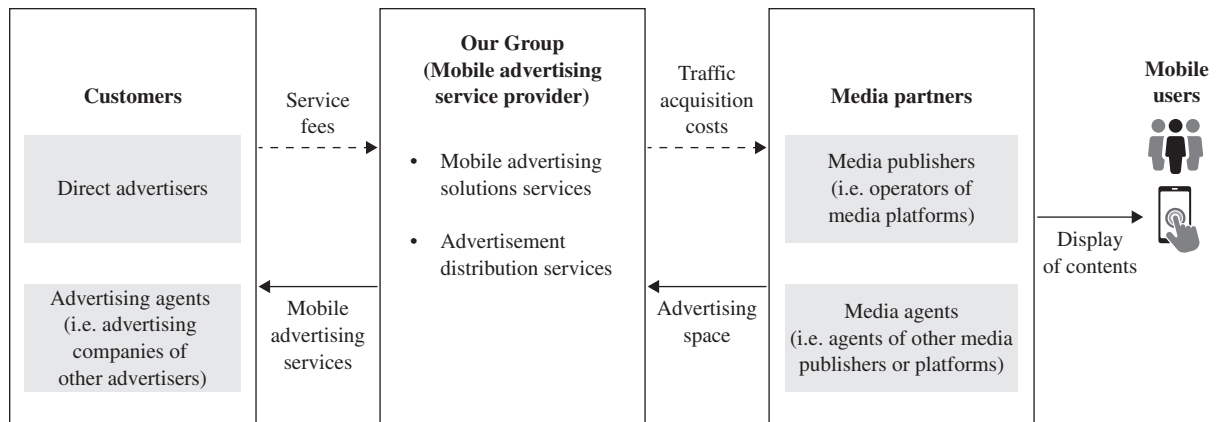 Customers
Direct advertisers
Advertising agents
(i.e. advertising
companies of
other advertisers)
Service
fees
Mobile
advertising
services
Our Group
(Mobile advertising
service provider)
• Mobile advertising
solutions services
• Advertisement
distribution services
Traffic
acquisition
costs
Advertising
space
Media partners
Media publishers
(i.e. operators of
media platforms)
Media agents
(i.e. agents of other media
publishers or platforms)
Display
of contents
Mobile
users